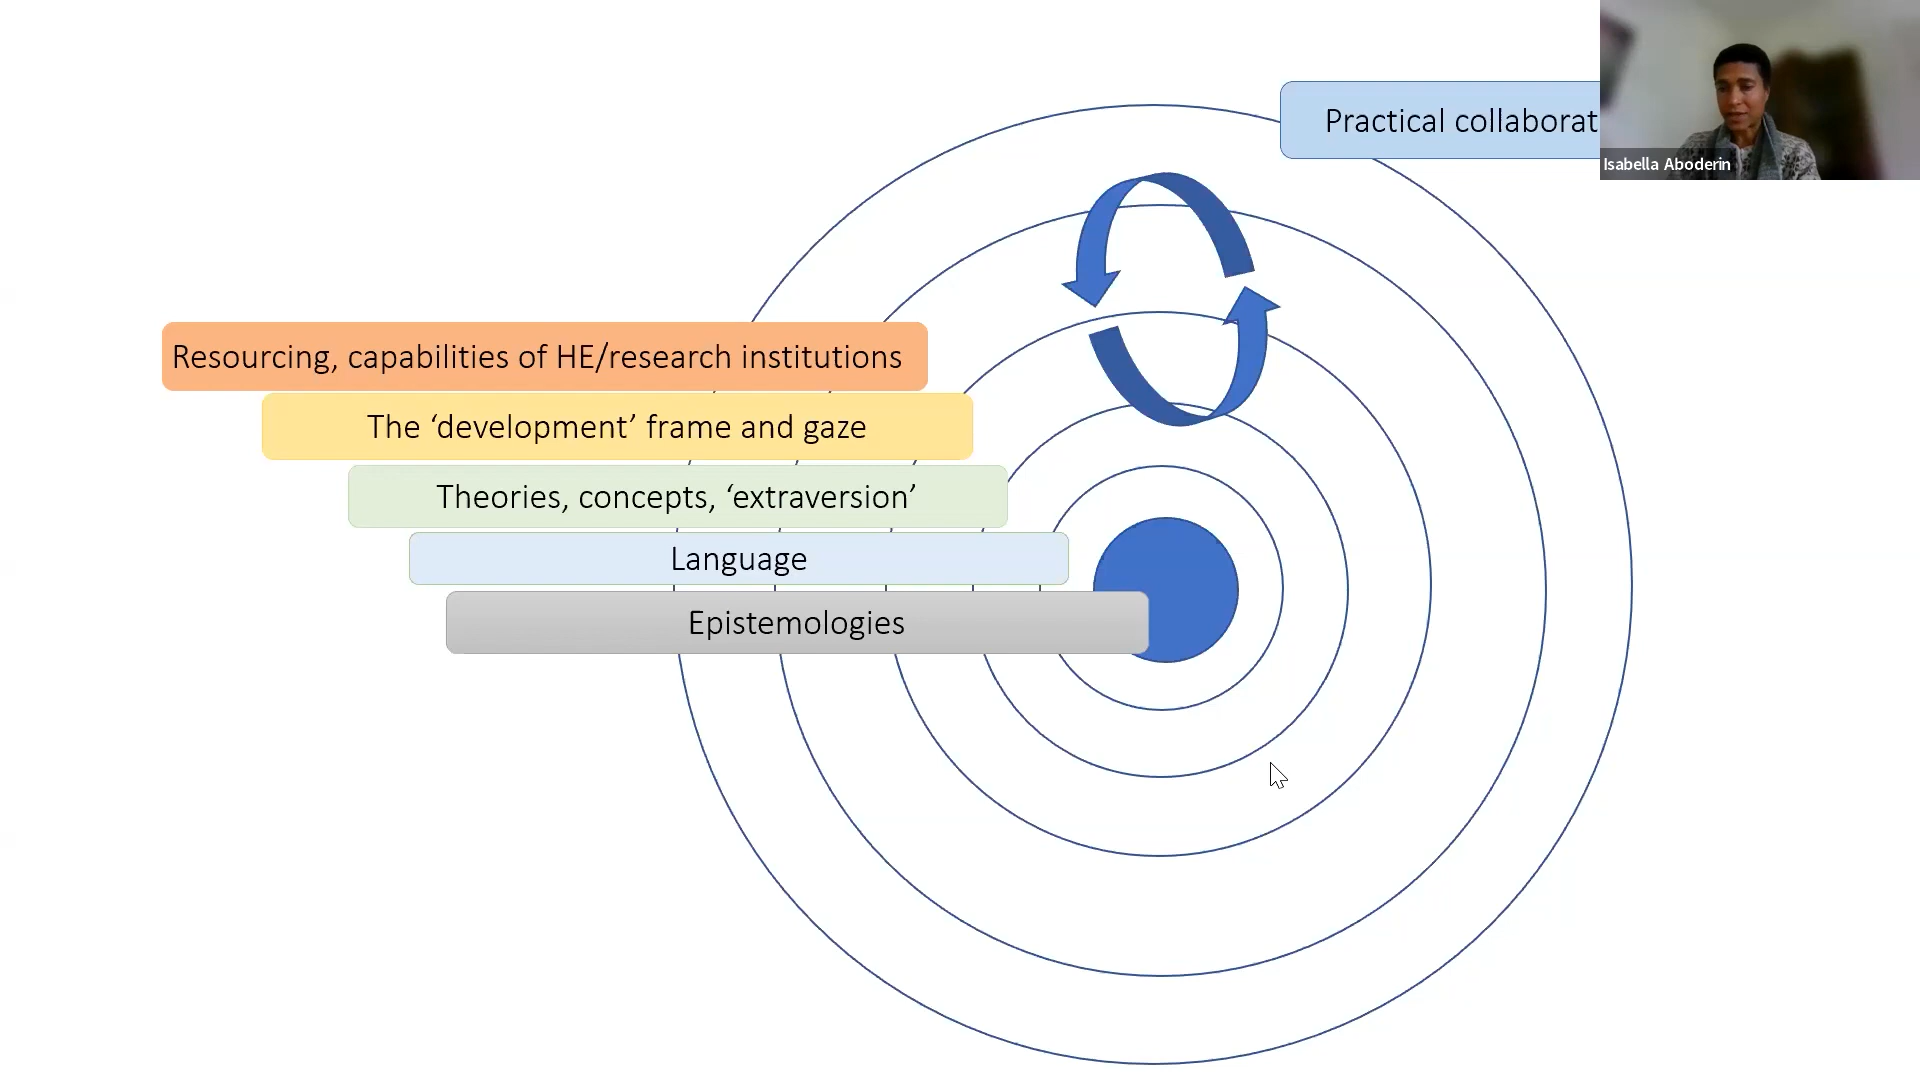 Practical collaborat
Isabella Aboderin
Resourcing, capabilities of HE/research institutions
The ‘development’ frame and gaze
Theories, concepts, ‘extraversion’
Language
Epistemologies